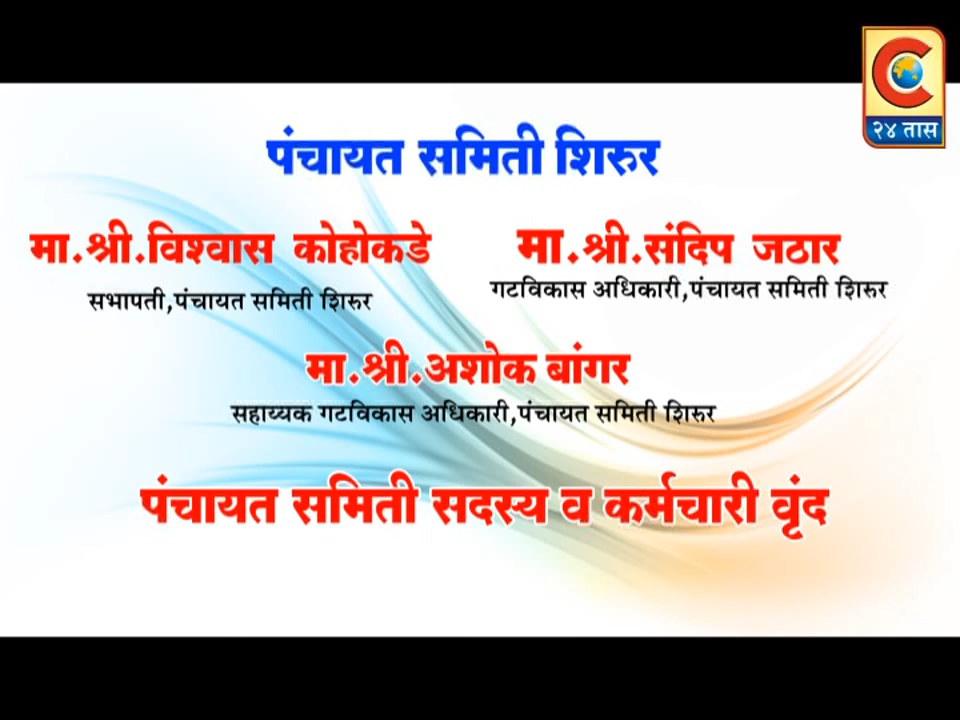 C
२४ तास
पंचायत समिती शिरुर
मा.श्री.विश्वास कोहोकडे
सभापती,पंचायत समिती शिरुर
मा.श्री.संदिप जठार
गटविकास अधिकारी,पंचायत समिती शिरुर
मा.श्री.अशोक बांगर
सहाय्यक गटविकास अधिकारी,पंचायत समिती शिरुर
पंचायत समिती सदस्य व कर्मचारी वृंद